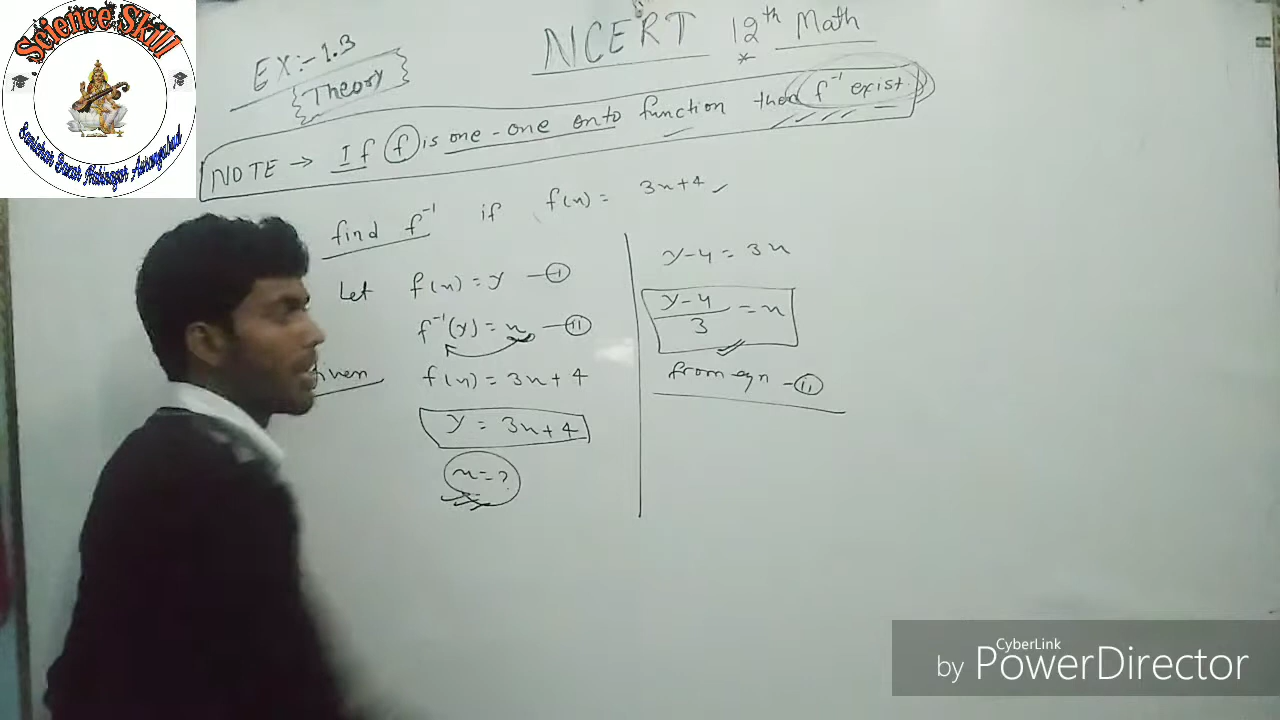 Science Skill
EX:- 1.3
Theory
NCERT 12th Math
NOTE → If f is one-one onto function then f⁻¹ exist.
find f⁻¹ if f(x) = 3x+4
Let f(x) = y —(I)
f⁻¹(y) = x —(II)
Given f(x) = 3x+4
y = 3x+4
x = ?
y-4 = 3x
y-4/3 = x
from eqn -(II)
CyberLink
by PowerDirector